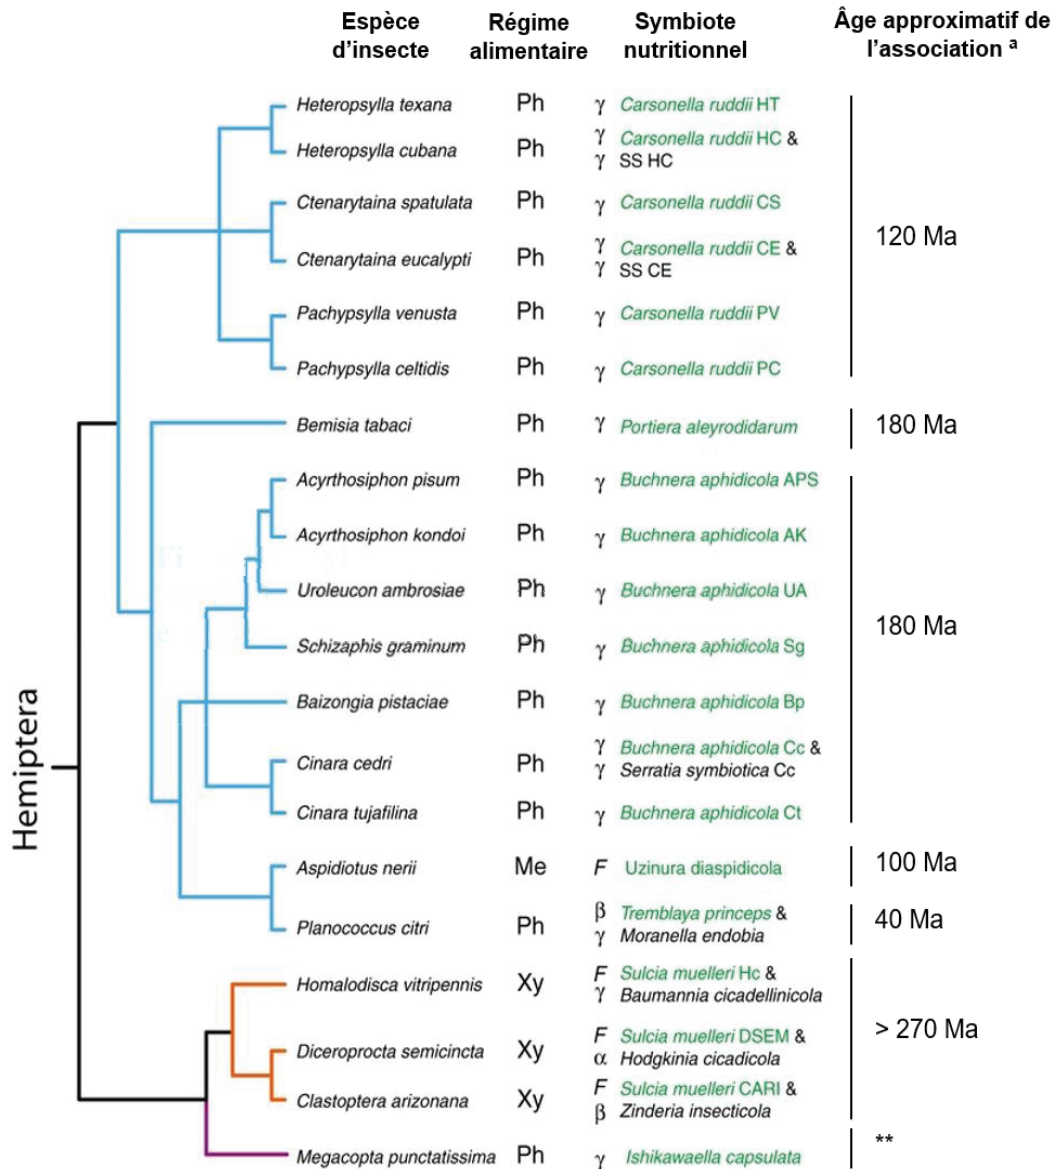 Espèce d’insecte
Régime alimentaire
Symbiote nutritionnel
Âge approximatif de l’association ᵃ
Heteropsylla texana Ph γ Carsonella ruddii HT
Heteropsylla cubana Ph γ Carsonella ruddii HC &
γ SS HC
Ctenarytaina spatulata Ph γ Carsonella ruddii CS
120 Ma
Ctenarytaina eucalypti Ph γ Carsonella ruddii CE &
γ SS CE
Pachypsylla venusta Ph γ Carsonella ruddii PV
Pachypsylla celtidis Ph γ Carsonella ruddii PC
Bemisia tabaci Ph γ Portiera aleyrodidarum 180 Ma
Acyrthosiphon pisum Ph γ Buchnera aphidicola APS
Acyrthosiphon kondoi Ph γ Buchnera aphidicola AK
Uroleucon ambrosiae Ph γ Buchnera aphidicola UA
180 Ma
Schizaphis graminum Ph γ Buchnera aphidicola Sg
Baizongia pistaciae Ph γ Buchnera aphidicola Bp
Cinara cedri Ph γ Buchnera aphidicola Cc &
γ Serratia symbiotica Cc
Cinara tujafilina Ph γ Buchnera aphidicola Ct
Aspidiotus nerii Me F Uzinura diaspidicola 100 Ma
Planococcus citri Ph β Tremblaya princeps & 40 Ma
γ Moranella endobia
Homalodisca vitripennis Xy F Sulcia muelleri Hc &
γ Baumannia cicadellinicola
> 270 Ma
Diceroprocta semicincta Xy F Sulcia muelleri DSEM &
α Hodgkinia cicadicola
Clastoptera arizonana Xy F Sulcia muelleri CARI &
β Zinderia insecticola
Megacopta punctatissima Ph γ Ishikawaella capsulata **
Hemiptera